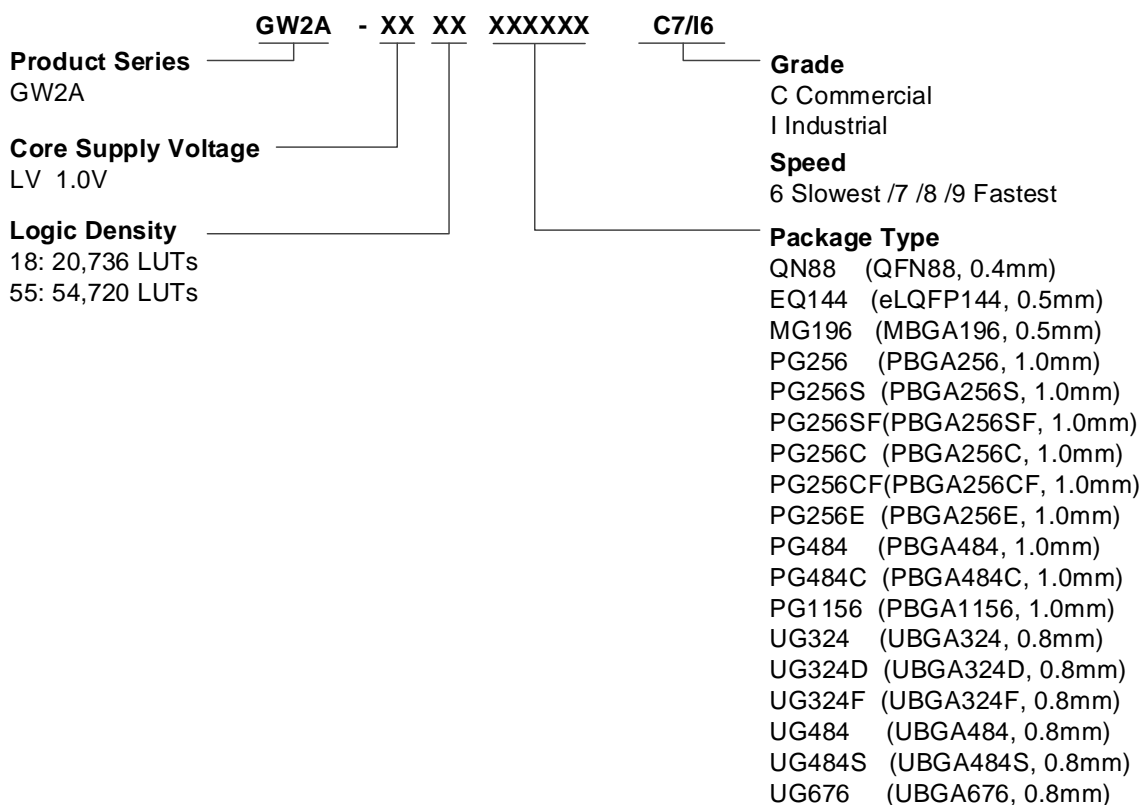 GW2A - XX XX XXXXXX C7/I6
Product Series
GW2A
Core Supply Voltage
LV 1.0V
Logic Density
18: 20,736 LUTs
55: 54,720 LUTs
Grade
C Commercial
I Industrial
Speed
6 Slowest /7 /8 /9 Fastest
Package Type
QN88 (QFN88, 0.4mm)
EQ144 (eLQFP144, 0.5mm)
MG196 (MBGA196, 0.5mm)
PG256 (PBGA256, 1.0mm)
PG256S (PBGA256S, 1.0mm)
PG256SF(PBGA256SF, 1.0mm)
PG256C (PBGA256C, 1.0mm)
PG256CF(PBGA256CF, 1.0mm)
PG256E (PBGA256E, 1.0mm)
PG484 (PBGA484, 1.0mm)
PG484C (PBGA484C, 1.0mm)
PG1156 (PBGA1156, 1.0mm)
UG324 (UBGA324, 0.8mm)
UG324D (UBGA324D, 0.8mm)
UG324F (UBGA324F, 0.8mm)
UG484 (UBGA484, 0.8mm)
UG484S (UBGA484S, 0.8mm)
UG676 (UBGA676, 0.8mm)